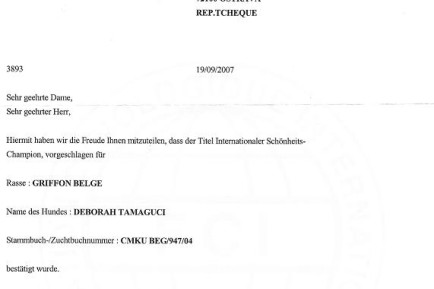 REP.TCHEQUE
3893 19/09/2007
Sehr geehrte Dame,
Sehr geehrter Herr,
Hiermit haben wir die Freude Ihnen mitzuteilen, dass der Titel Internationaler Schönheits-
Champion, vorgeschlagen für
Rasse : GRIFFON BELGE
Name des Hundes : DEBORAH TAMAGUCI
Stammbuch-/Zuchtbuchnummer : CMKU BEG/947/04
bestätigt wurde.